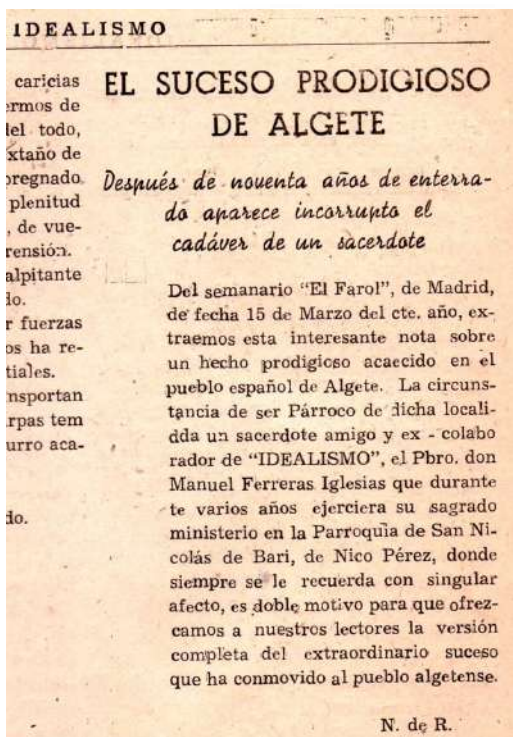 IDEALISMO
caricias
ermos de
del todo,
xtaño de
pregnado
plenitud
, de vue-
rensión.
alpitante
do.
r fuerzas
os ha re-
tiales.
nsportan
rpas tem
urro aca-
do.
EL SUCESO PRODIGIOSO
DE ALGETE
Después de noventa años de enterra-
do aparece incorrupto el
cadáver de un sacerdote
Del semanario "El Farol", de Madrid,
de fecha 15 de Marzo del cte. año, ex-
traemos esta interesante nota sobre
un hecho prodigioso acaecido en el
pueblo español de Algete. La circuns-
tancia de ser Párroco de dicha locali-
dda un sacerdote amigo y ex - colabo
rador de "IDEALISMO", el Pbro. don
Manuel Ferreras Iglesias que durante
te varios años ejerciera su sagrado
ministerio en la Parroquia de San Ni-
colás de Bari, de Nico Pérez, donde
siempre se le recuerda con singular
afecto, es doble motivo para que ofrez-
camos a nuestros lectores la versión
completa del extraordinario suceso
que ha conmovido al pueblo algetense.
N. de R.